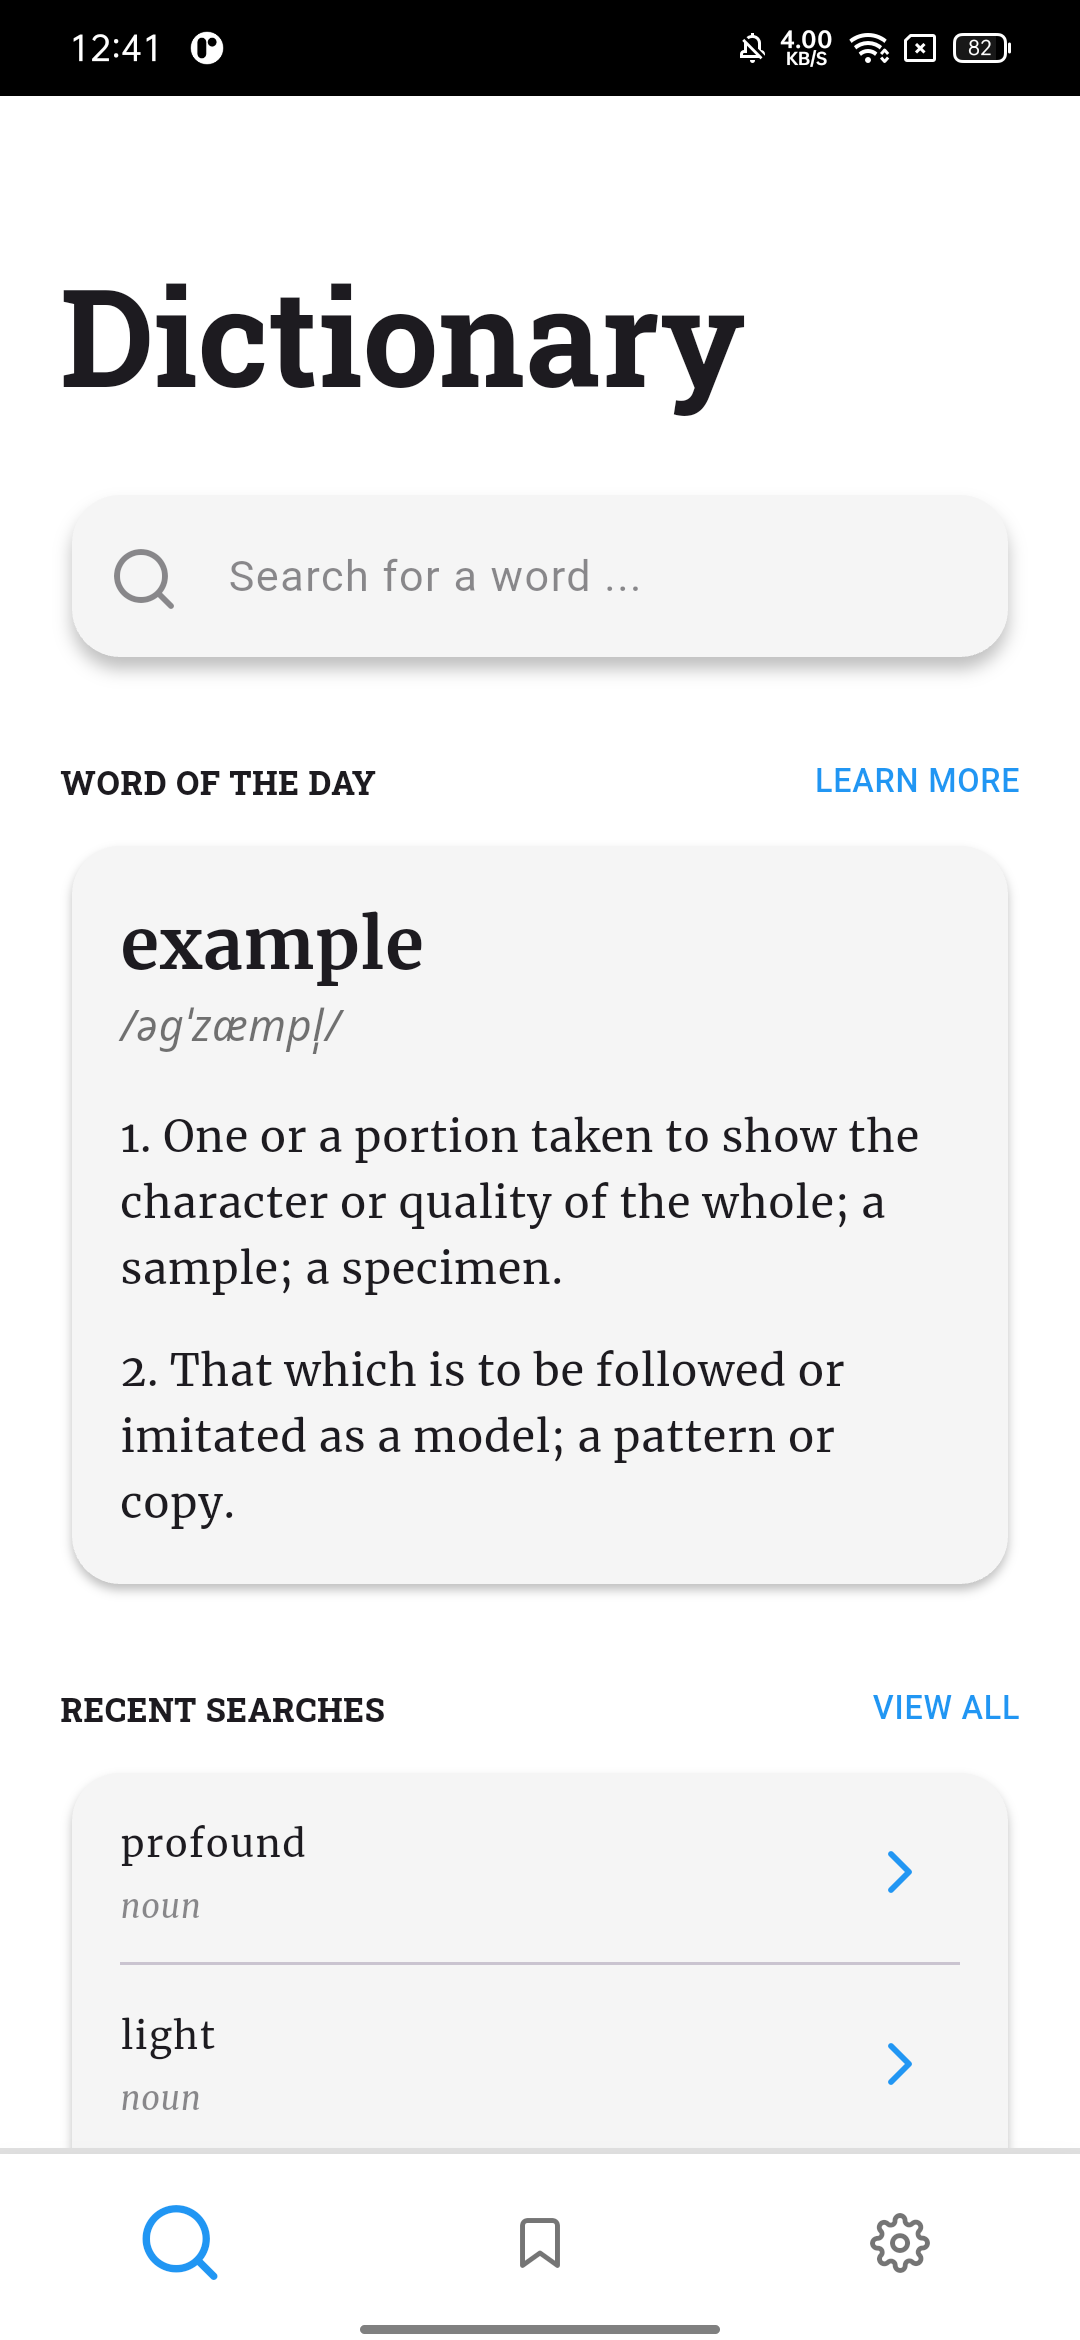 12:41
4.00
KB/S
82
Dictionary
Search for a word ...
WORD OF THE DAY
LEARN MORE
example
/əɡˈzæmpl̩/
1. One or a portion taken to show the
character or quality of the whole; a
sample; a specimen.
2. That which is to be followed or
imitated as a model; a pattern or
copy.
RECENT SEARCHES
VIEW ALL
profound
noun
light
noun